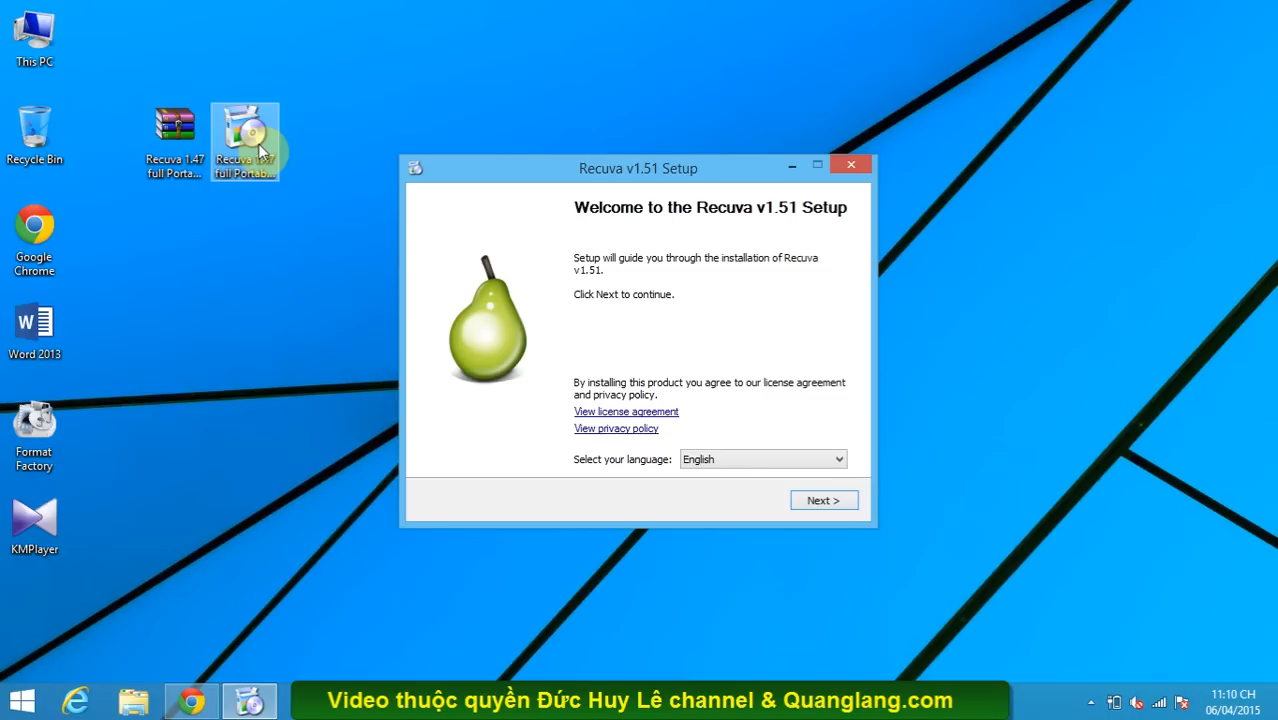 This PC
Recycle Bin
Google
Chrome
Word 2013
Format
Factory
KMPlayer
Recuva 1.47
full Porta...
Recuva
full Portab...
Recuva v1.51 Setup
Welcome to the Recuva v1.51 Setup
Setup will guide you through the installation of Recuva
v1.51.
Click Next to continue.
By installing this product you agree to our license agreement
and privacy policy.
View license agreement
View privacy policy
Select your language: English
Next >
Video thuộc quyền Đức Huy Lê channel & Quanglang.com
11:10 CH
06/04/2015